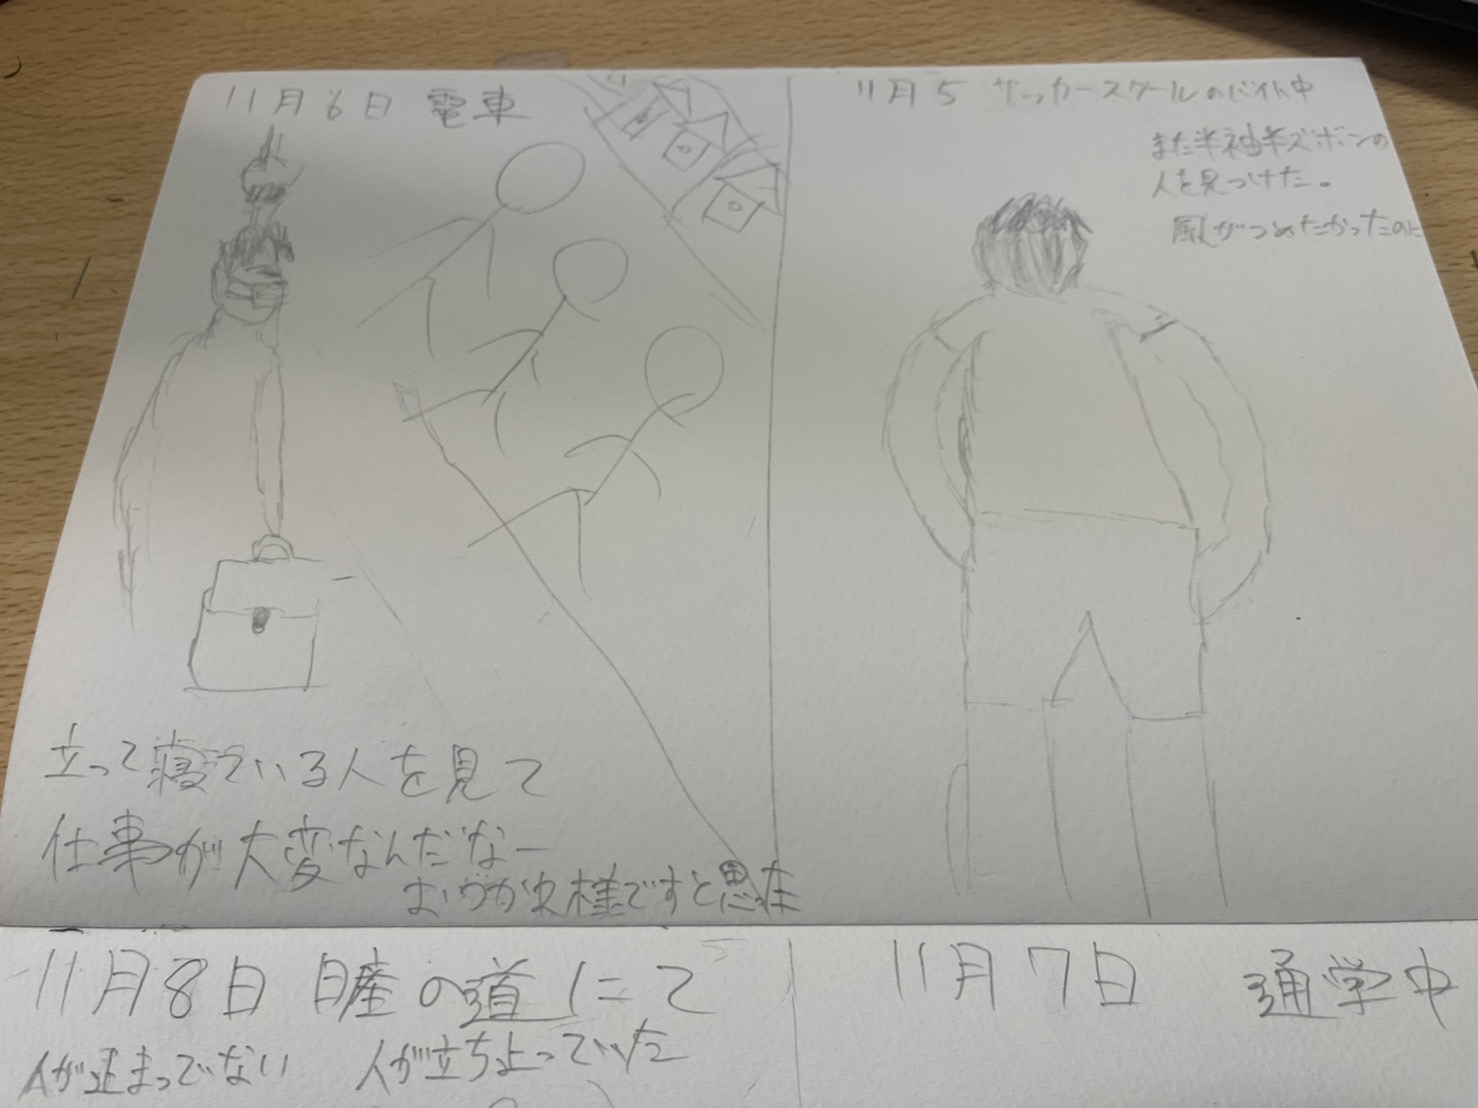 11月6日 電車
立って寝ている人を見て
仕事が大変なんだなー
おつかれ様ですと思った
11月5 サッカースクールのバイト中
また半袖半ズボンの
人を見つけた。
風がつめたかったのに
11月8日 日産の道にて
人が止まっでない 人が立ち止っていた
11月7日 通学中